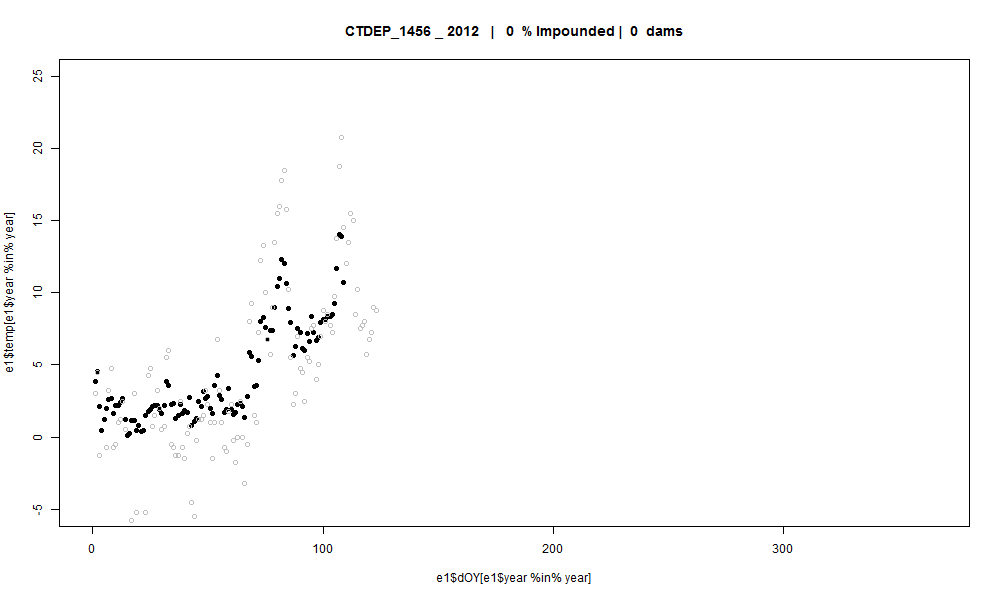 CTDEP_1456 _ 2012 | 0 % Impounded | 0 dams
25
20
15
10
5
0
-5
e1$temp[e1$year %in% year]
0 100 200 300
e1$dOY[e1$year %in% year]